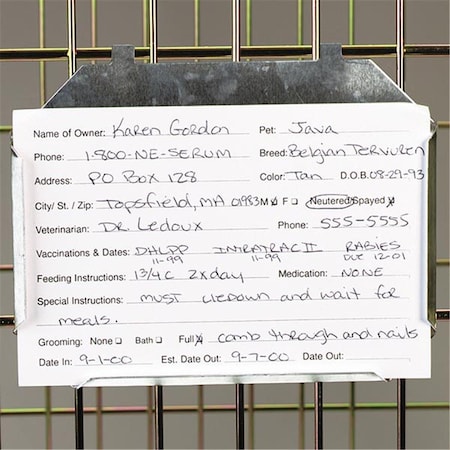 Name of Owner: Karen Gordon Pet: Java
Phone: 1-800-NE-SERUM Breed: Belgian Tervuren
Address: PO Box 128 Color: Tan D.O.B. 08-29-93
City/ St. / Zip: Topsfield, MA 01983 M ☑ F ☐ Neutered/Spayed ☑
Veterinarian: DR. Ledoux Phone: 555-5555
Vaccinations & Dates: DHLPP 11-99 INTRATRAC II 11-99 RABIES DUE 12-01
Feeding Instructions: 1 3/4 C 2x day Medication: NONE
Special Instructions: must liedown and wait for
meals.
Grooming: None ☐ Bath ☐ Full ☑ comb through and nails
Date In: 9-1-00 Est. Date Out: 9-7-00 Date Out: